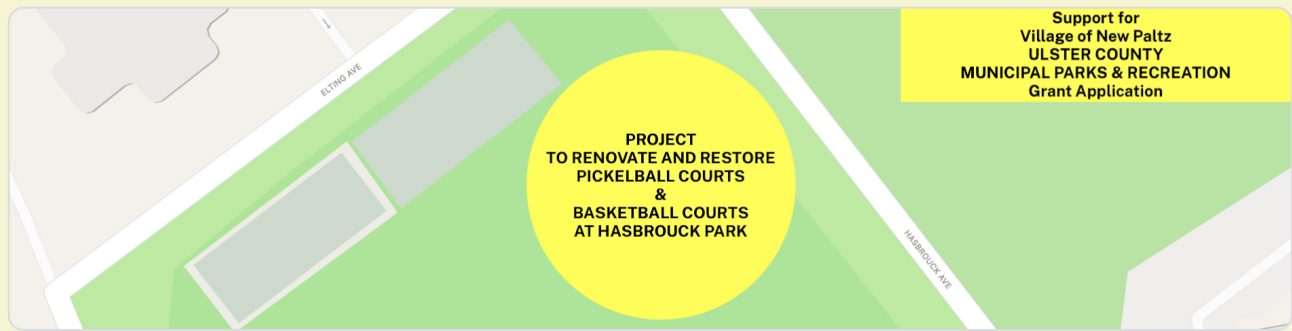 Support for
Village of New Paltz
ULSTER COUNTY
MUNICIPAL PARKS & RECREATION
Grant Application
ELTING AVE
PROJECT
TO RENOVATE AND RESTORE
PICKELBALL COURTS
&
BASKETBALL COURTS
AT HASBROUCK PARK
HASBROUCK AVE